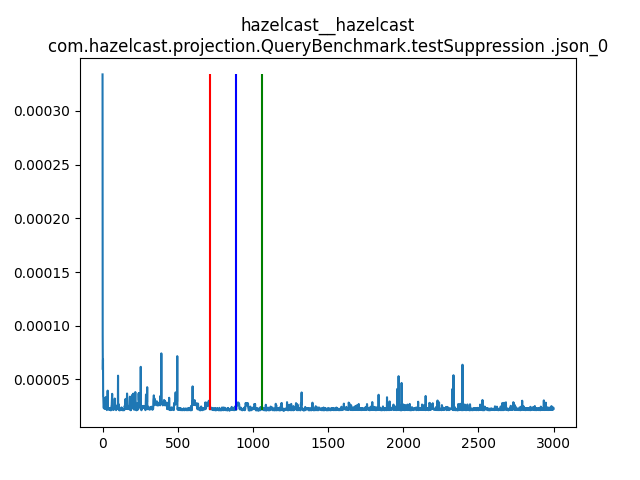 hazelcast__hazelcast
com.hazelcast.projection.QueryBenchmark.testSuppression .json_0
0.00030
0.00025
0.00020
0.00015
0.00010
0.00005
0 500 1000 1500 2000 2500 3000